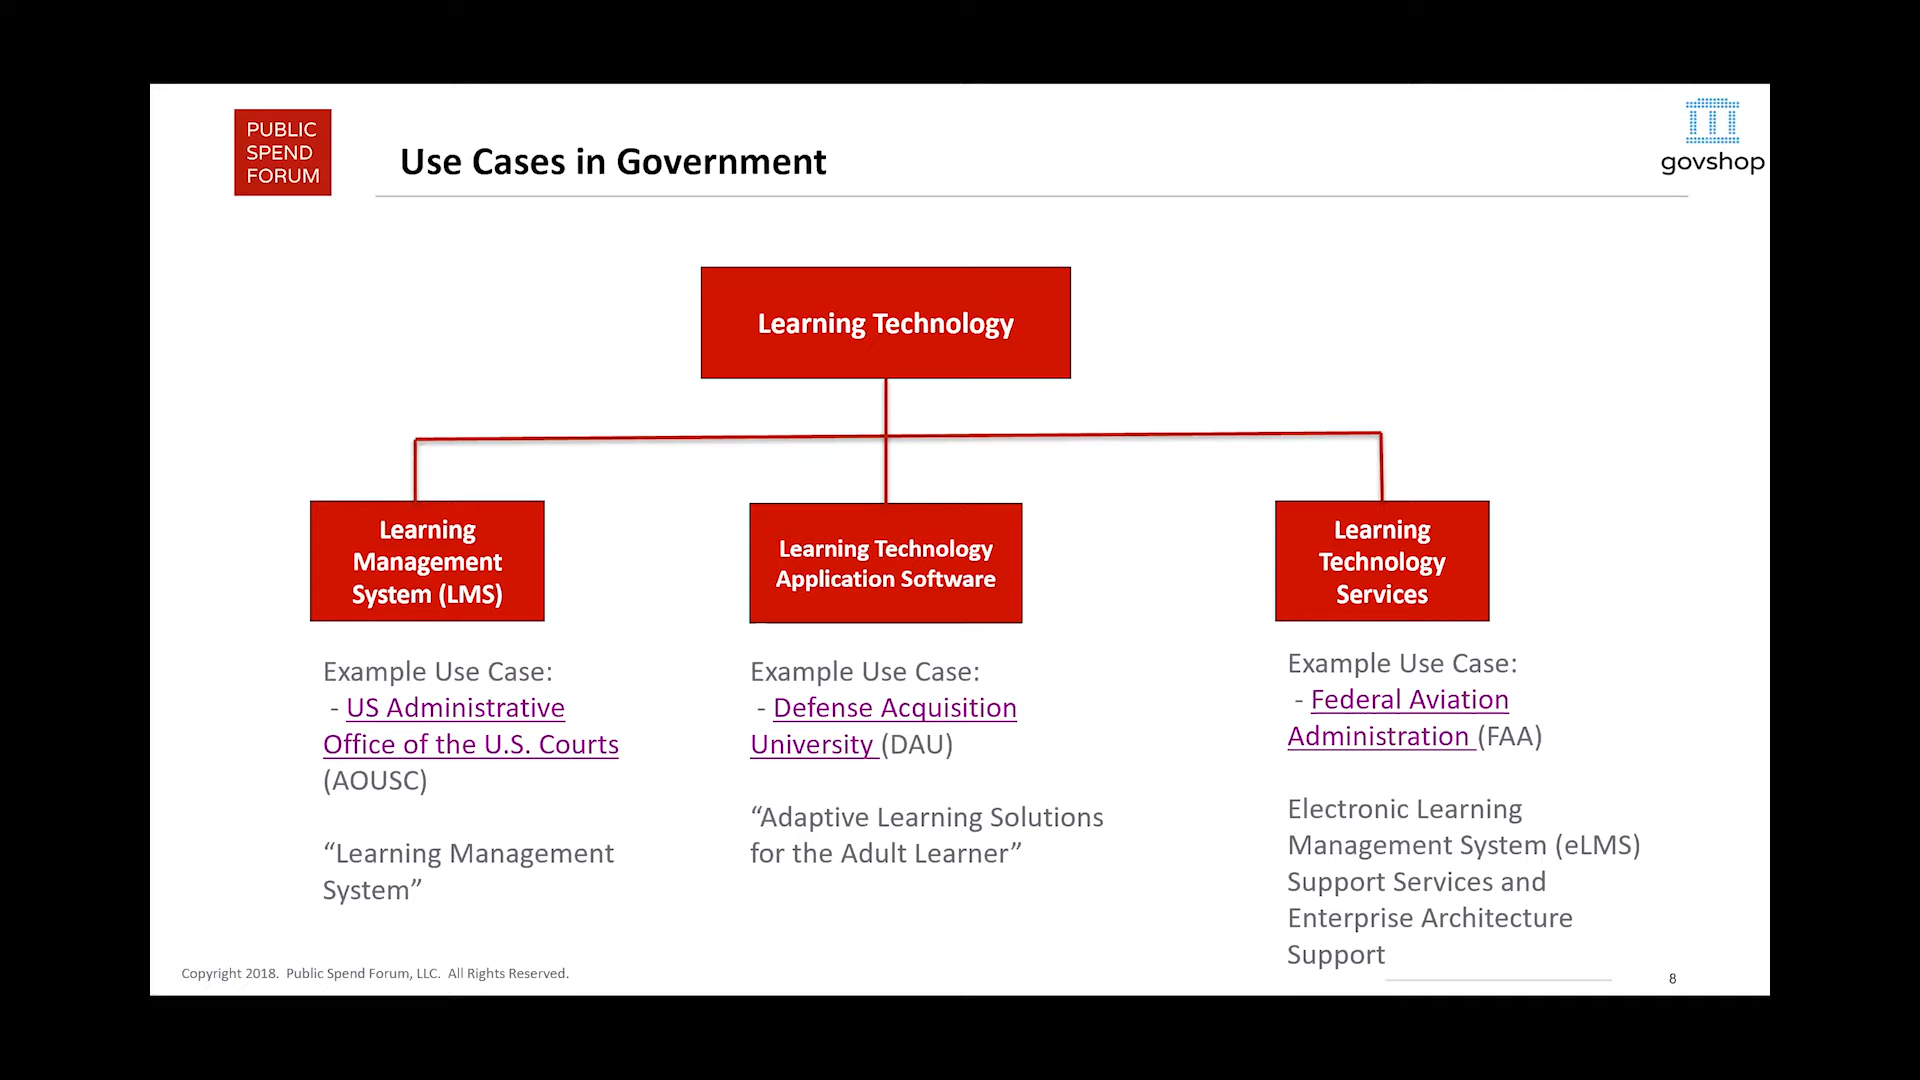 PUBLIC
SPEND
FORUM
Use Cases in Government
govshop
Learning Technology
Learning
Management
System (LMS)
Learning Technology
Application Software
Learning
Technology
Services
Example Use Case:
- US Administrative
Office of the U.S. Courts
(AOUSC)
“Learning Management
System”
Example Use Case:
- Defense Acquisition
University (DAU)
“Adaptive Learning Solutions
for the Adult Learner”
Example Use Case:
- Federal Aviation
Administration (FAA)
Electronic Learning
Management System (eLMS)
Support Services and
Enterprise Architecture
Support
Copyright 2018. Public Spend Forum, LLC. All Rights Reserved.
8